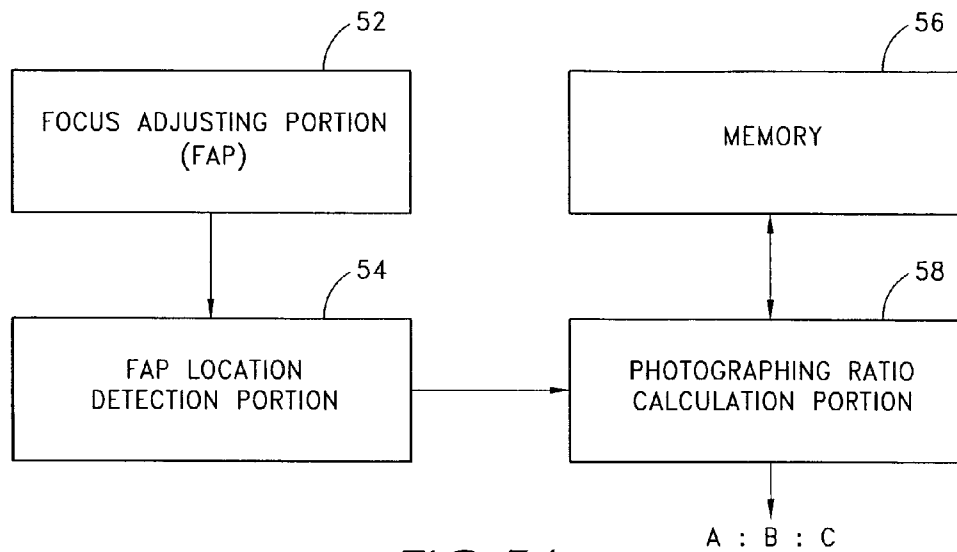 52
FOCUS ADJUSTING PORTION
(FAP)
56
MEMORY
54
FAP LOCATION
DETECTION PORTION
58
PHOTOGRAPHING RATIO
CALCULATION PORTION
A : B : C